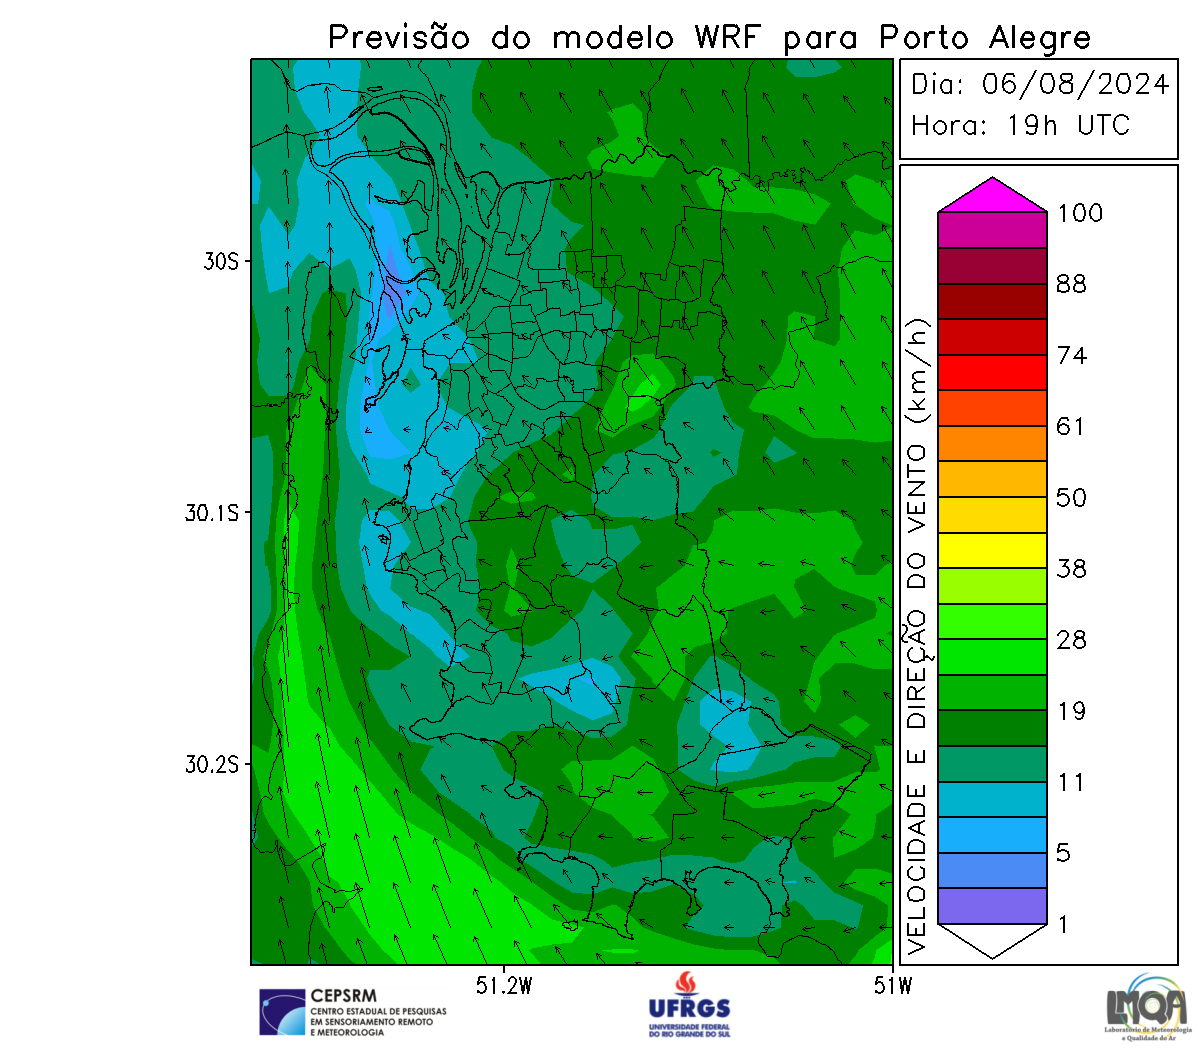 Previsão do modelo WRF para Porto Alegre
Dia: 06/08/2024
Hora: 19h UTC
100
88
74
61
50
38
28
19
11
5
1
VELOCIDADE E DIREÇÃO DO VENTO (km/h)
30S
30.1S
30.2S
51.2W
51W
CEPSRM
CENTRO ESTADUAL DE PESQUISAS
EM SENSORIAMENTO REMOTO
E METEOROLOGIA
UFRGS
UNIVERSIDADE FEDERAL
DO RIO GRANDE DO SUL
LMQA
Laboratório de Meteorologia
e Qualidade do Ar